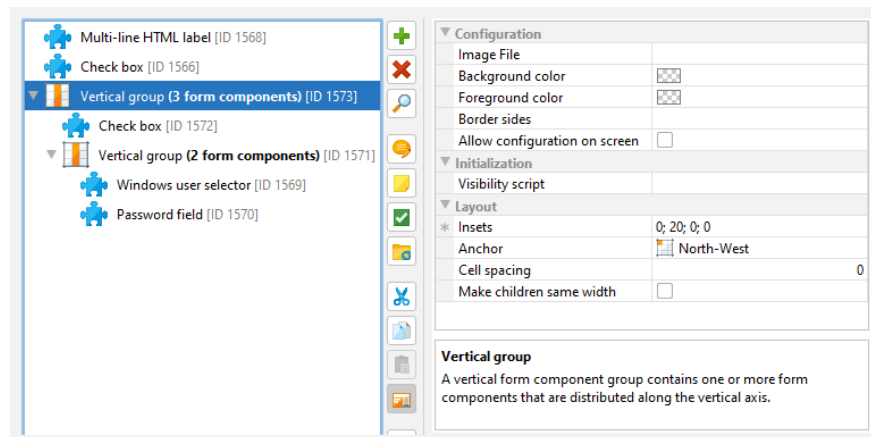 Multi-line HTML label [ID 1568]
Check box [ID 1566]
Vertical group (3 form components) [ID 1573]
Check box [ID 1572]
Vertical group (2 form components) [ID 1571]
Windows user selector [ID 1569]
Password field [ID 1570]
Configuration
Image File
Background color
Foreground color
Border sides
Allow configuration on screen
Initialization
Visibility script
Layout
Insets 0; 20; 0; 0
Anchor North-West
Cell spacing 0
Make children same width
Vertical group
A vertical form component group contains one or more form
components that are distributed along the vertical axis.